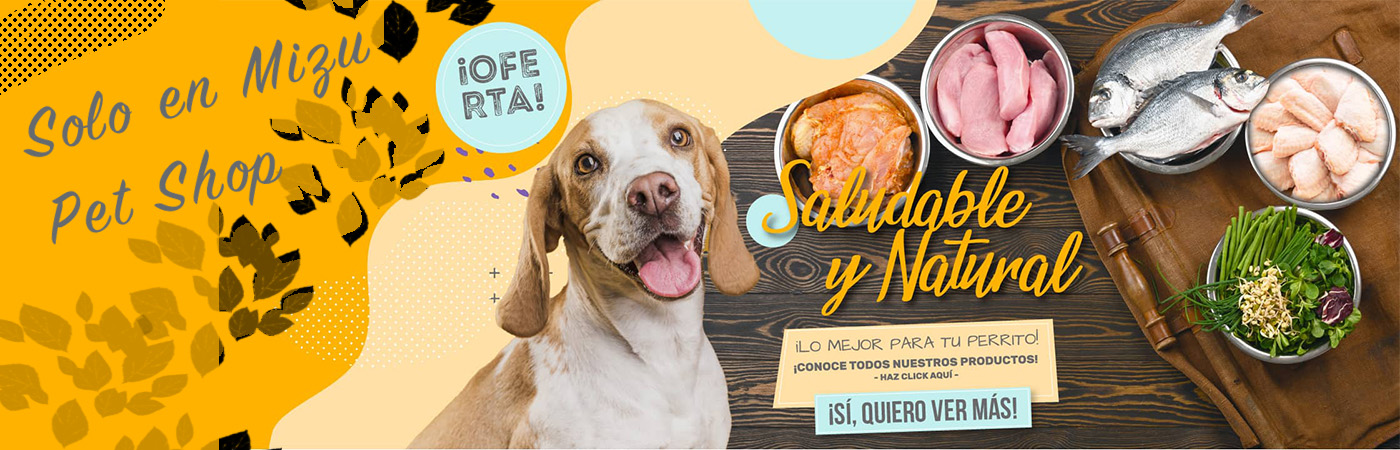 Solo en Mizu
Pet Shop
¡OFE
RTA!
Saludable
y Natural
¡LO MEJOR PARA TU PERRITO!
¡CONOCE TODOS NUESTROS PRODUCTOS!
- HAZ CLICK AQUÍ -
¡SÍ, QUIERO VER MÁS!